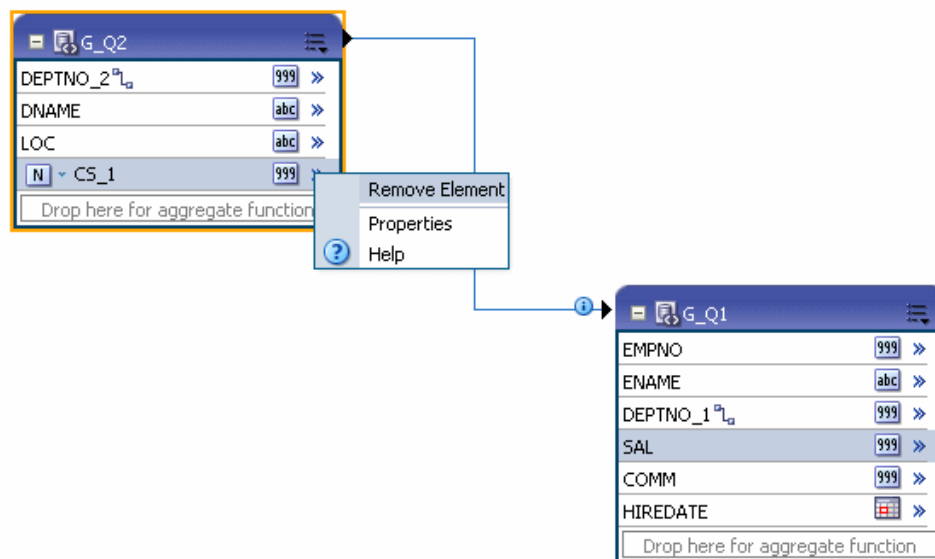 G_Q2
DEPTNO_2 999
DNAME abc
LOC abc
N CS_1 999
Drop here for aggregate function
Remove Element
Properties
? Help
i
G_Q1
EMPNO 999
ENAME abc
DEPTNO_1 999
SAL 999
COMM 999
HIREDATE
Drop here for aggregate function